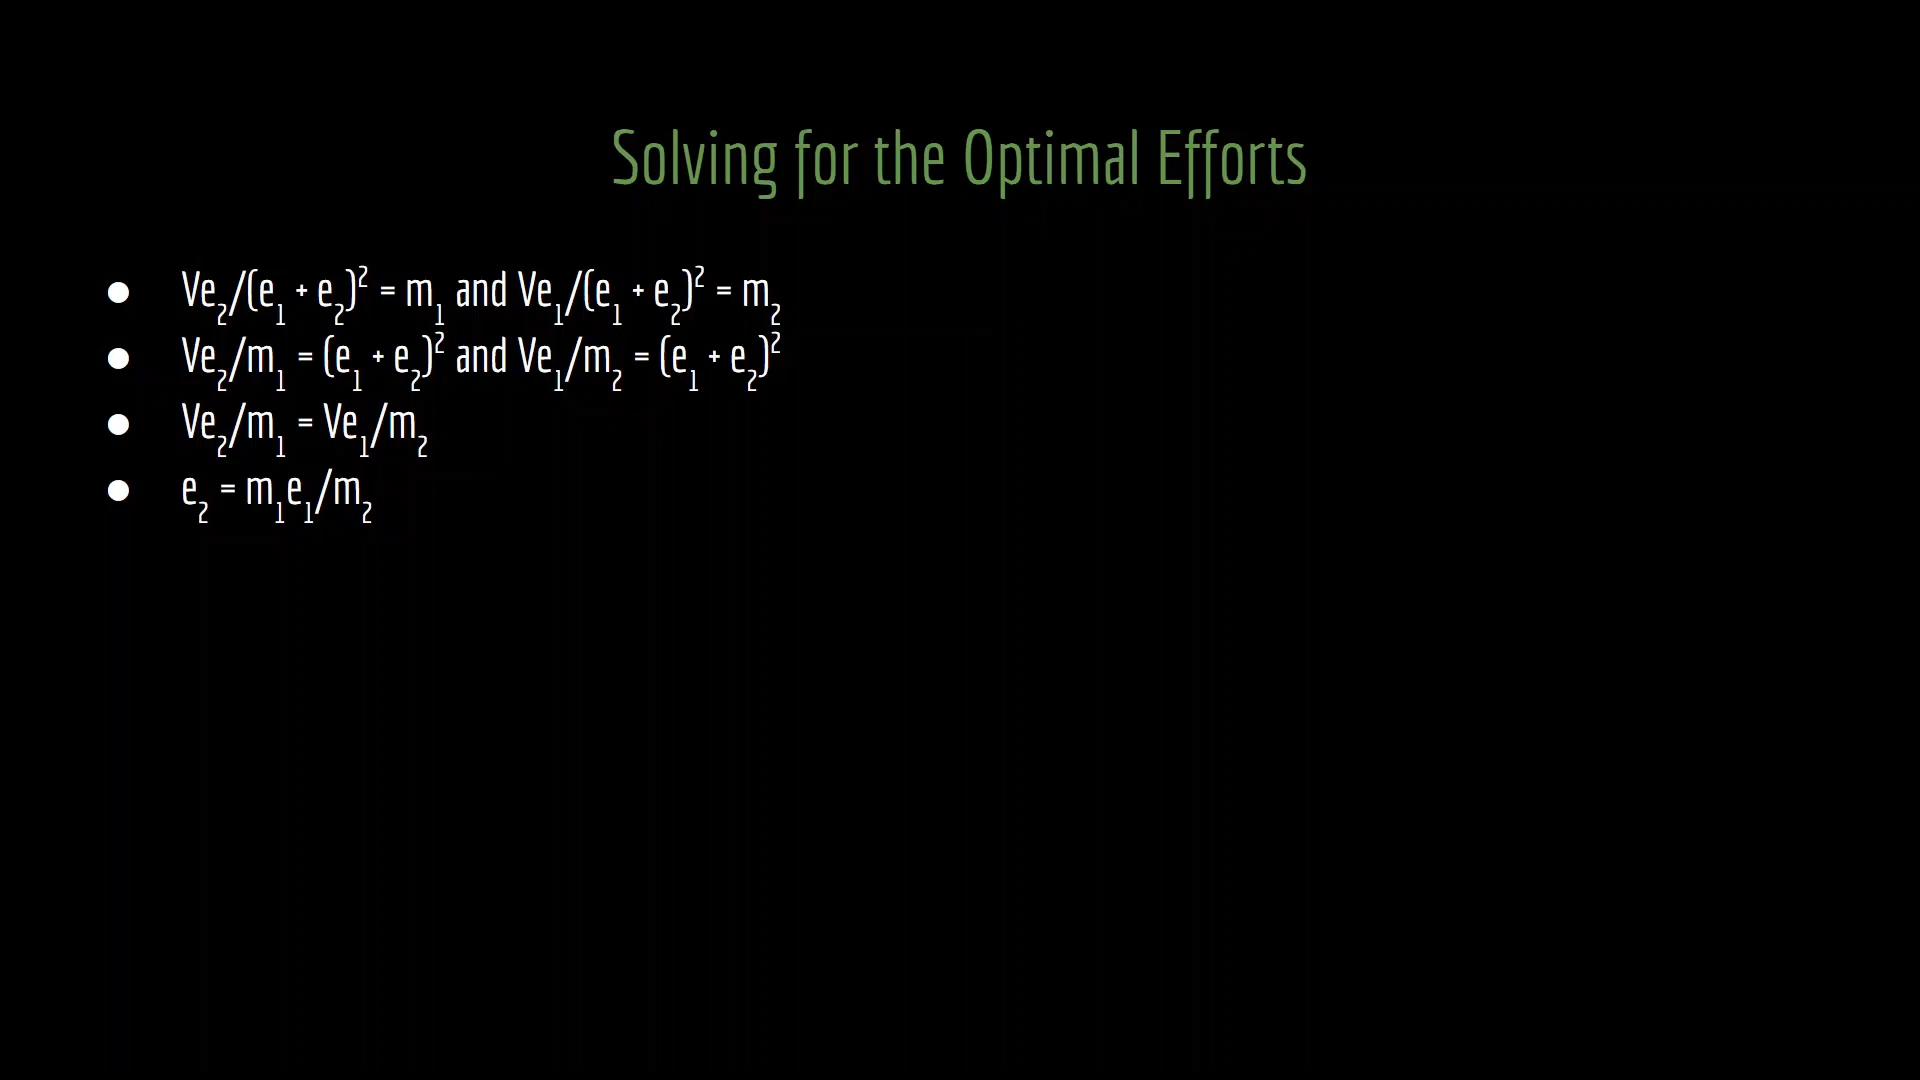 Solving for the Optimal Efforts
● Ve₂/(e₁ + e₂)² = m₁ and Ve₁/(e₁ + e₂)² = m₂
● Ve₂/m₁ = (e₁ + e₂)² and Ve₁/m₂ = (e₁ + e₂)²
● Ve₂/m₁ = Ve₁/m₂
● e₂ = m₁e₁/m₂